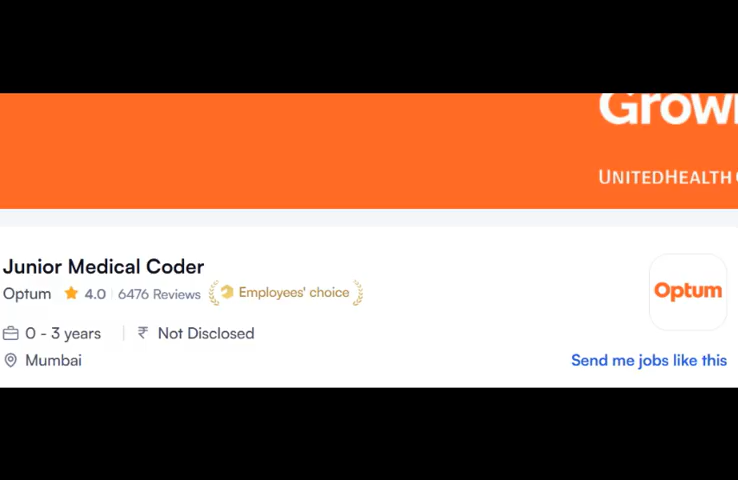 Grow
UNITEDHEALTH
Junior Medical Coder
Optum 4.0 | 6476 Reviews Employees' choice
Optum
0 - 3 years | ₹ Not Disclosed
Mumbai
Send me jobs like this